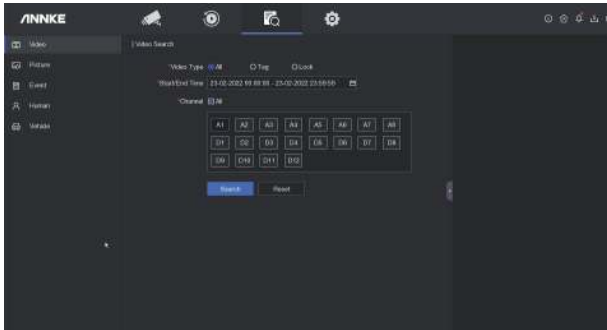 ANNKE
Video
Picture
Event
Human
Vehicle
Video Search
*Video Type All Tag Lock
*Start/End Time 23-02-2022 00:00:00 - 23-02-2022 23:59:59
*Channel All
A1 A2 A3 A4 A5 A6 A7 A8
D1 D2 D3 D4 D5 D6 D7 D8
D9 D10 D11 D12
Search Reset